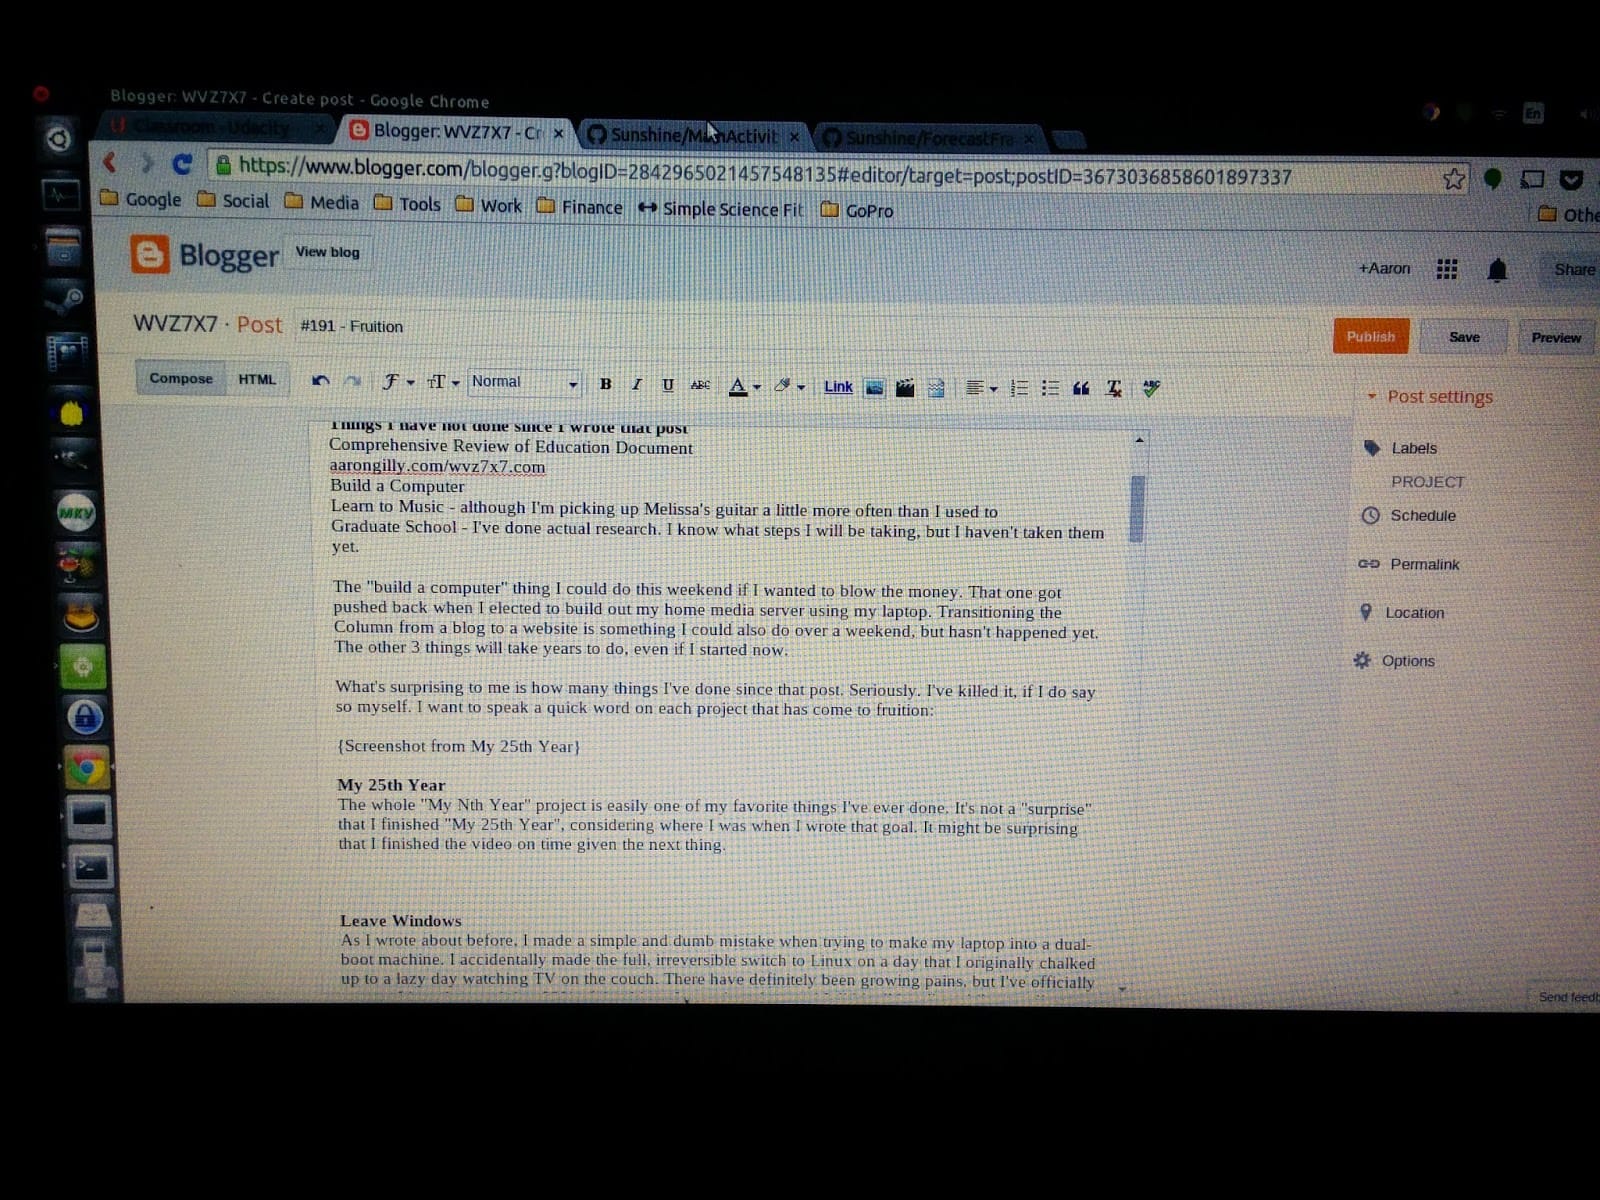 Blogger: WVZ7X7 - Create post - Google Chrome
En
Classroom - Udacity
Blogger: WVZ7X7 - Cr
Sunshine/MainActivit
Sunshine/ForecastFra
https://www.blogger.com/blogger.g?blogID=2842965021457548135#editor/target=post;postID=3673036858601897337
Google Social Media Tools Work Finance Simple Science Fit GoPro Othe
Blogger View blog +Aaron Share
WVZ7X7 · Post #191 - Fruition Publish Save Preview
Compose HTML Normal B I U ABC A Link ABC
Post settings
Labels
PROJECT
Schedule
Permalink
Location
Options
Things I have not done since I wrote that post
Comprehensive Review of Education Document
aarongilly.com/wvz7x7.com
Build a Computer
Learn to Music - although I'm picking up Melissa's guitar a little more often than I used to
Graduate School - I've done actual research. I know what steps I will be taking, but I haven't taken them
yet.
The "build a computer" thing I could do this weekend if I wanted to blow the money. That one got
pushed back when I elected to build out my home media server using my laptop. Transitioning the
Column from a blog to a website is something I could also do over a weekend, but hasn't happened yet.
The other 3 things will take years to do, even if I started now.
What's surprising to me is how many things I've done since that post. Seriously. I've killed it, if I do say
so myself. I want to speak a quick word on each project that has come to fruition:
{Screenshot from My 25th Year}
My 25th Year
The whole "My Nth Year" project is easily one of my favorite things I've ever done. It's not a "surprise"
that I finished "My 25th Year", considering where I was when I wrote that goal. It might be surprising
that I finished the video on time given the next thing.
Leave Windows
As I wrote about before, I made a simple and dumb mistake when trying to make my laptop into a dual-
boot machine. I accidentally made the full, irreversible switch to Linux on a day that I originally chalked
up to a lazy day watching TV on the couch. There have definitely been growing pains, but I've officially
Send feedb
MKV